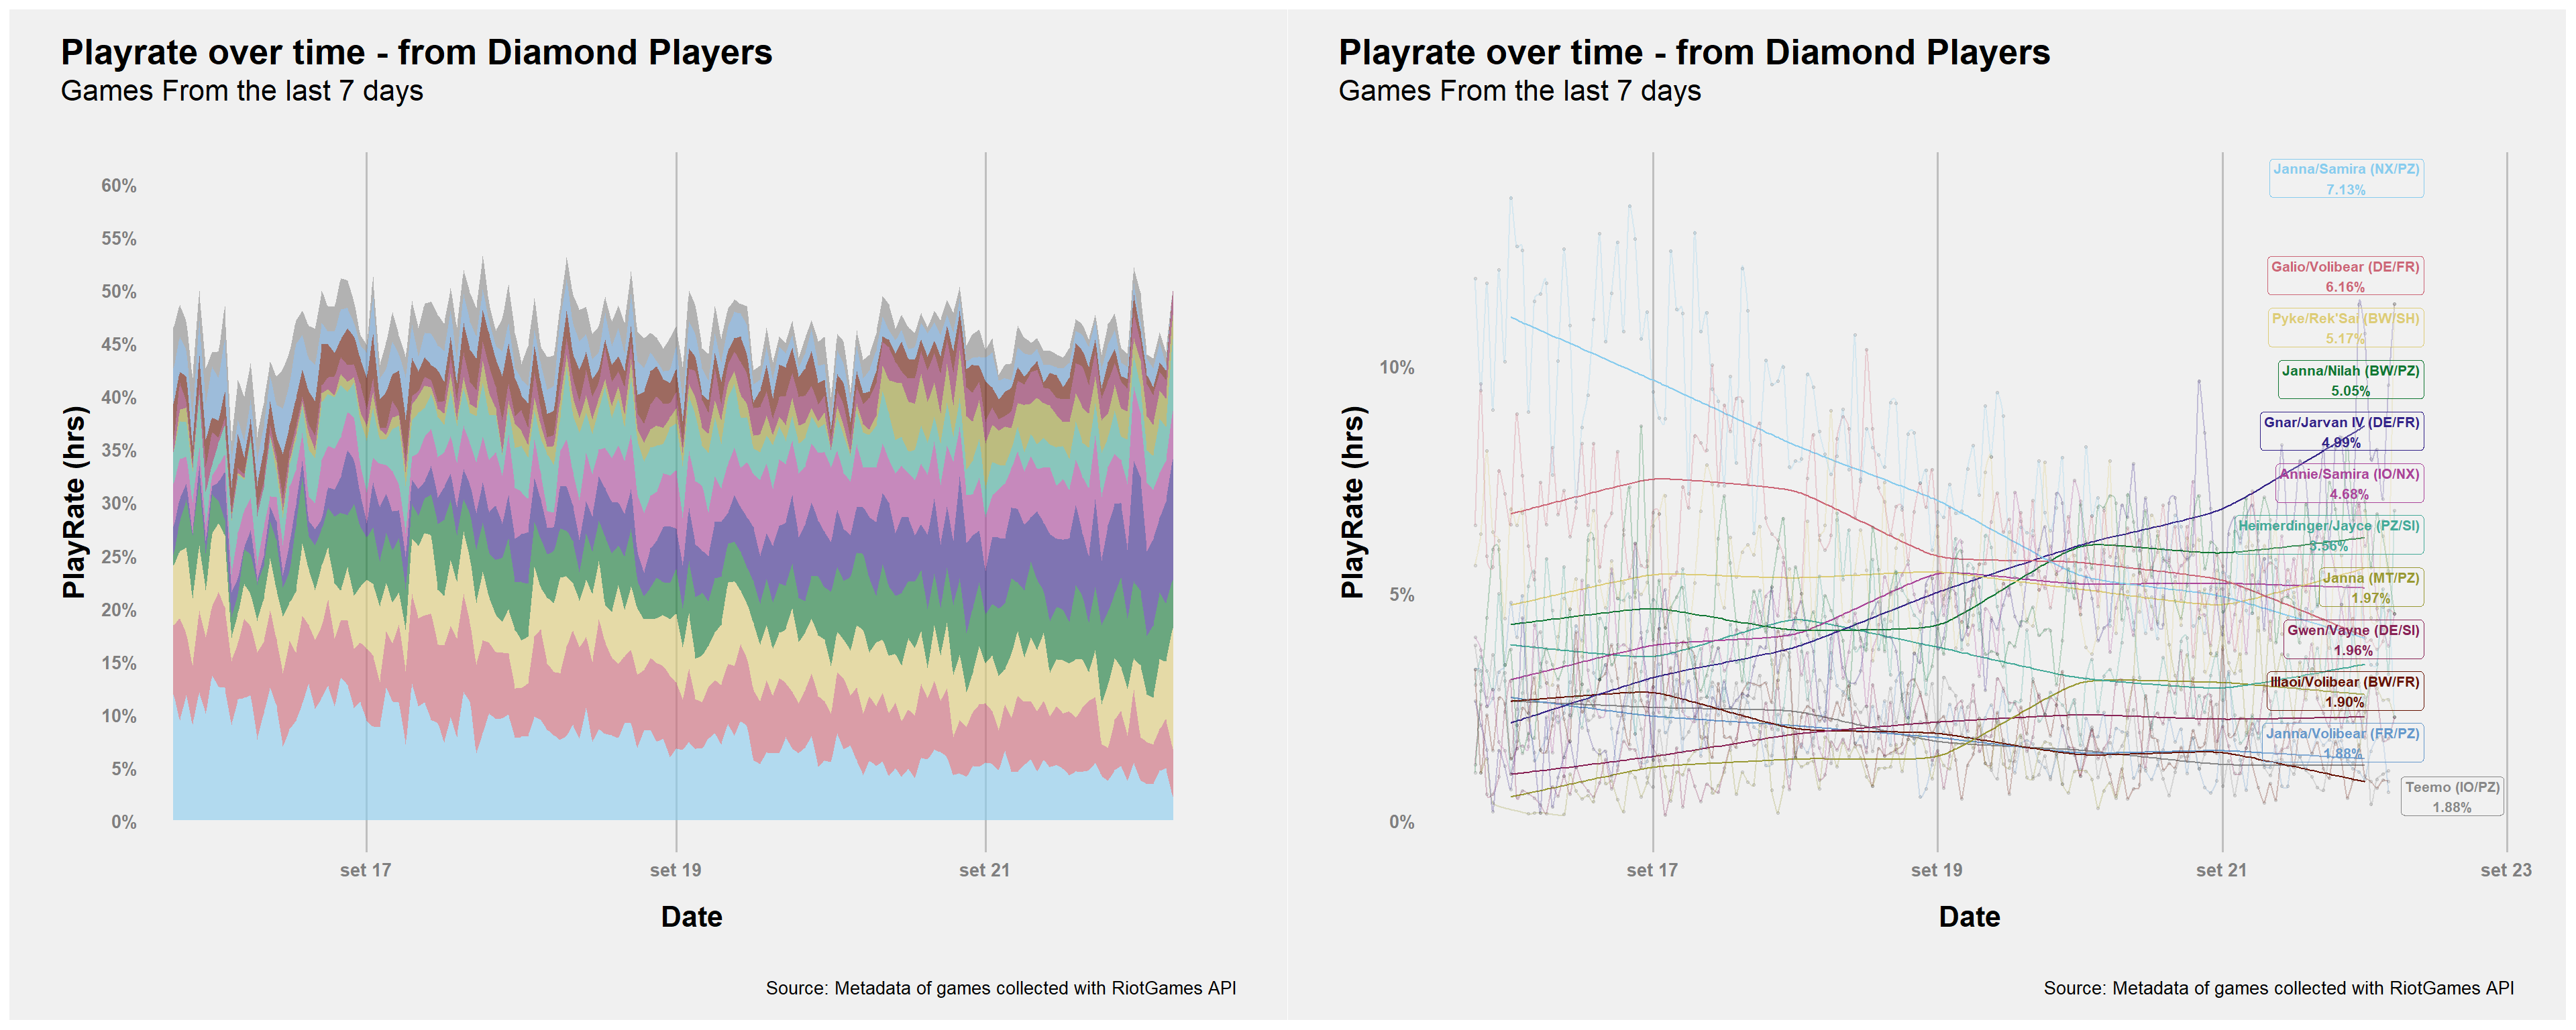 Playrate over time - from Diamond Players
Games From the last 7 days
60%
55%
50%
45%
40%
35%
30%
25%
20%
15%
10%
5%
0%
PlayRate (hrs)
set 17
set 19
set 21
Date
Source: Metadata of games collected with RiotGames API
Playrate over time - from Diamond Players
Games From the last 7 days
10%
5%
0%
PlayRate (hrs)
Janna/Samira (NX/PZ)
7.13%
Galio/Volibear (DE/FR)
6.16%
Pyke/Rek'Sai (BW/SH)
5.17%
Janna/Nilah (BW/PZ)
5.05%
Gnar/Jarvan IV (DE/FR)
4.99%
Annie/Samira (IO/NX)
4.68%
Heimerdinger/Jayce (PZ/SI)
3.56%
Janna (MT/PZ)
1.97%
Gwen/Vayne (DE/SI)
1.96%
Illaoi/Volibear (BW/FR)
1.90%
Janna/Volibear (FR/PZ)
1.88%
Teemo (IO/PZ)
1.88%
set 17
set 19
set 21
set 23
Date
Source: Metadata of games collected with RiotGames API